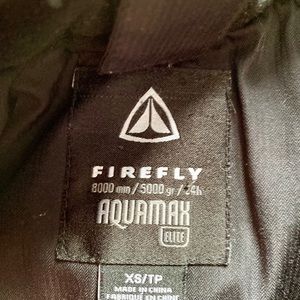 FIREFLY
8000 mm / 5000 gr / 24h
AQUAMAX
ELITE
XS/TP
MADE IN CHINA
FABRIQUÉ EN CHINE